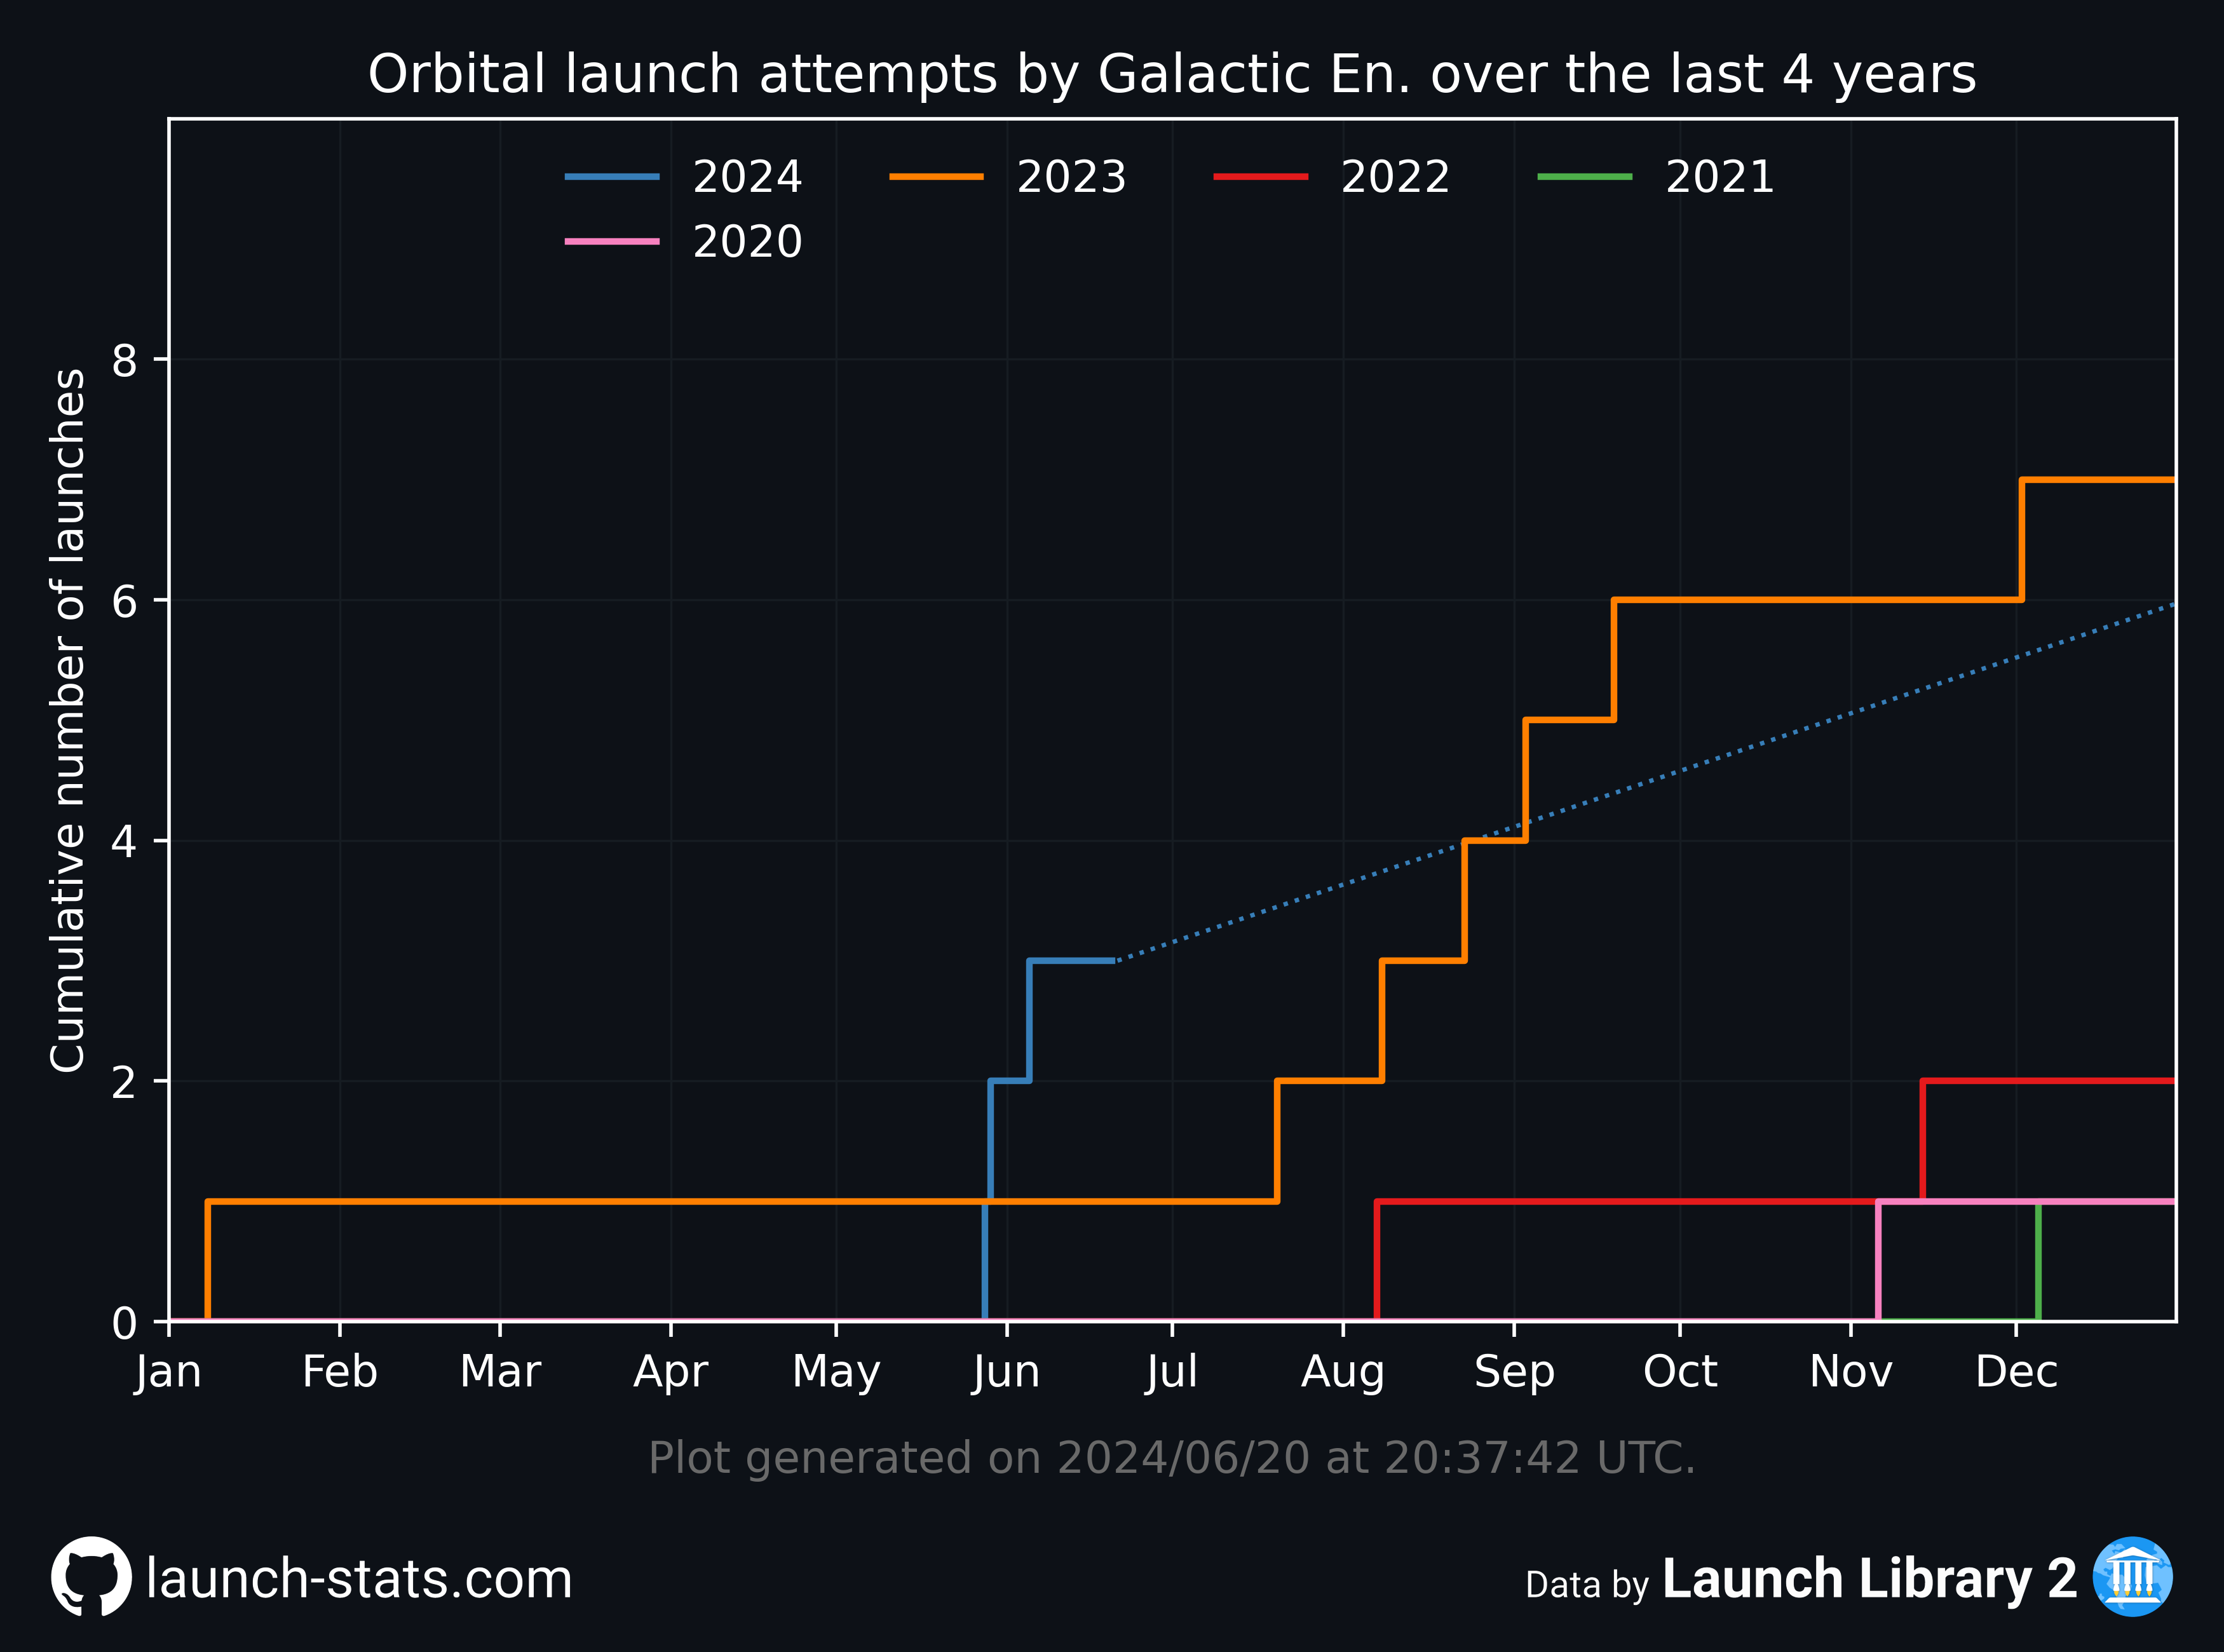 Orbital launch attempts by Galactic En. over the last 4 years
2024 2023 2022 2021
2020
Cumulative number of launches
8
6
4
2
0
Jan Feb Mar Apr May Jun Jul Aug Sep Oct Nov Dec
Plot generated on 2024/06/20 at 20:37:42 UTC.
launch-stats.com
Data by Launch Library 2